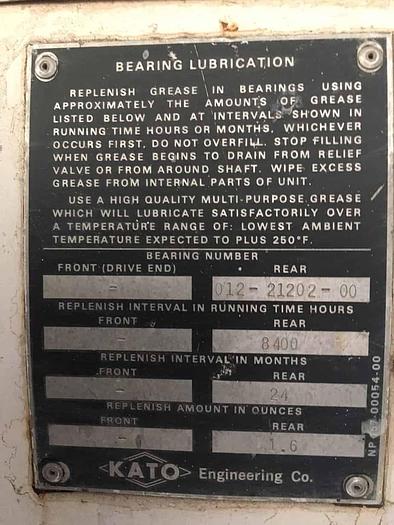 BEARING LUBRICATION
REPLENISH GREASE IN BEARINGS USING
APPROXIMATELY THE AMOUNTS OF GREASE
LISTED BELOW AND AT INTERVALS SHOWN IN
RUNNING TIME HOURS OR MONTHS, WHICHEVER
OCCURS FIRST, DO NOT OVERFILL. STOP FILLING
WHEN GREASE BEGINS TO DRAIN FROM RELIEF
VALVE OR FROM AROUND SHAFT. WIPE EXCESS
GREASE FROM INTERNAL PARTS OF UNIT.
USE A HIGH QUALITY MULTI-PURPOSE GREASE
WHICH WILL LUBRICATE SATISFACTORILY OVER
A TEMPERATURE RANGE OF: LOWEST AMBIENT
TEMPERATURE EXPECTED TO PLUS 250°F.
BEARING NUMBER
FRONT (DRIVE END) REAR
- 012-21202-00
REPLENISH INTERVAL IN RUNNING TIME HOURS
FRONT REAR
- 8400
REPLENISH INTERVAL IN MONTHS
FRONT REAR
- 24
REPLENISH AMOUNT IN OUNCES
FRONT REAR
- 1.6
KATO Engineering Co.
-00054-00